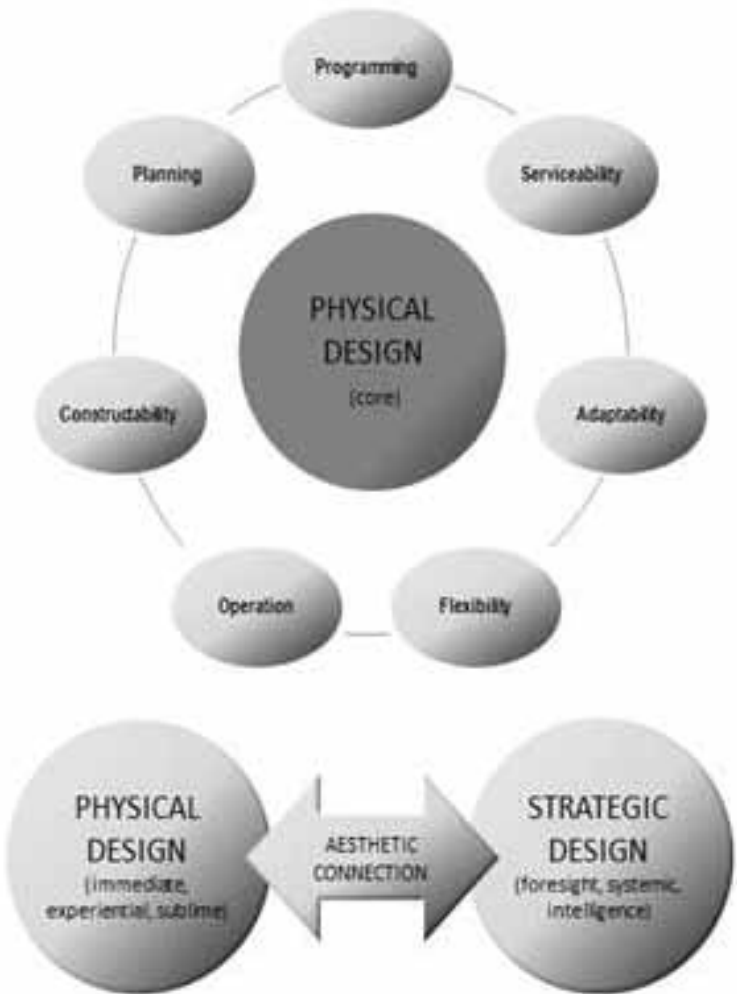 Programming
Planning
Serviceability
PHYSICAL
DESIGN
(core)
Constructability
Adaptability
Operation
Flexibility
PHYSICAL
DESIGN
(immediate,
experiential, sublime)
AESTHETIC
CONNECTION
STRATEGIC
DESIGN
(foresight, systemic,
intelligence)